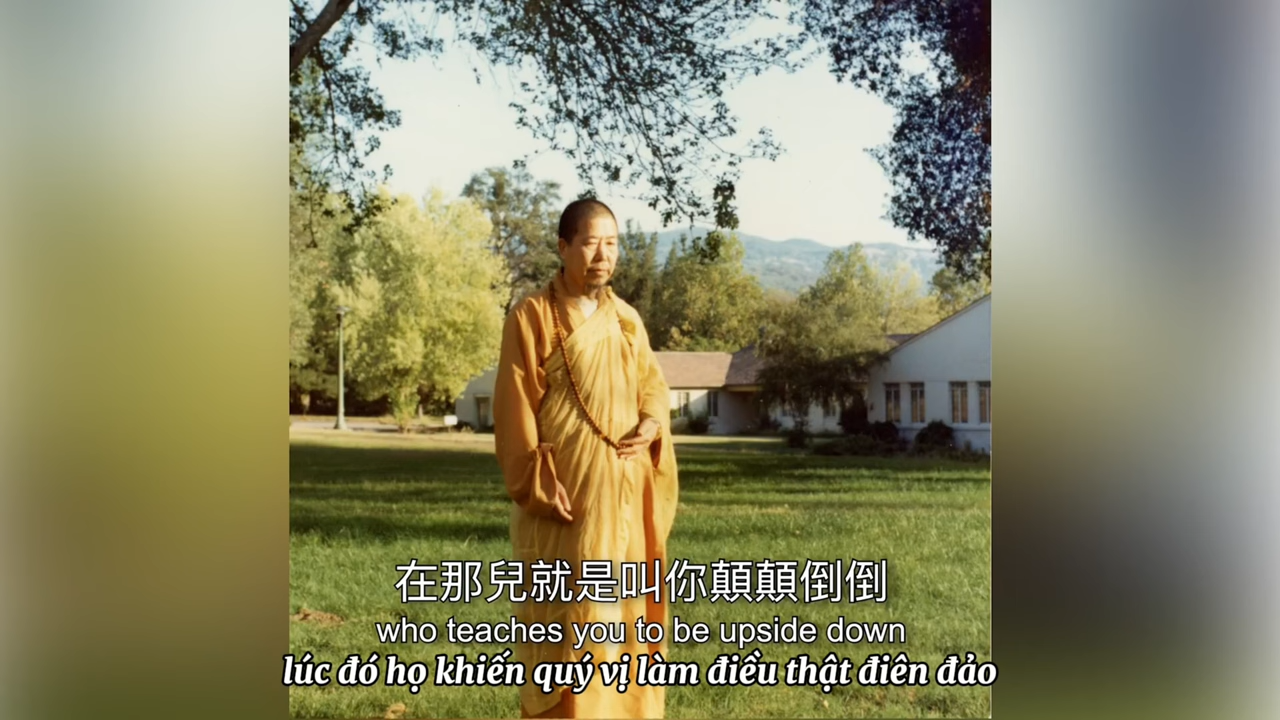 在那兒就是叫你顛顛倒倒
who teaches you to be upside down
lúc đó họ khiến quý vị làm điều thật điên đảo